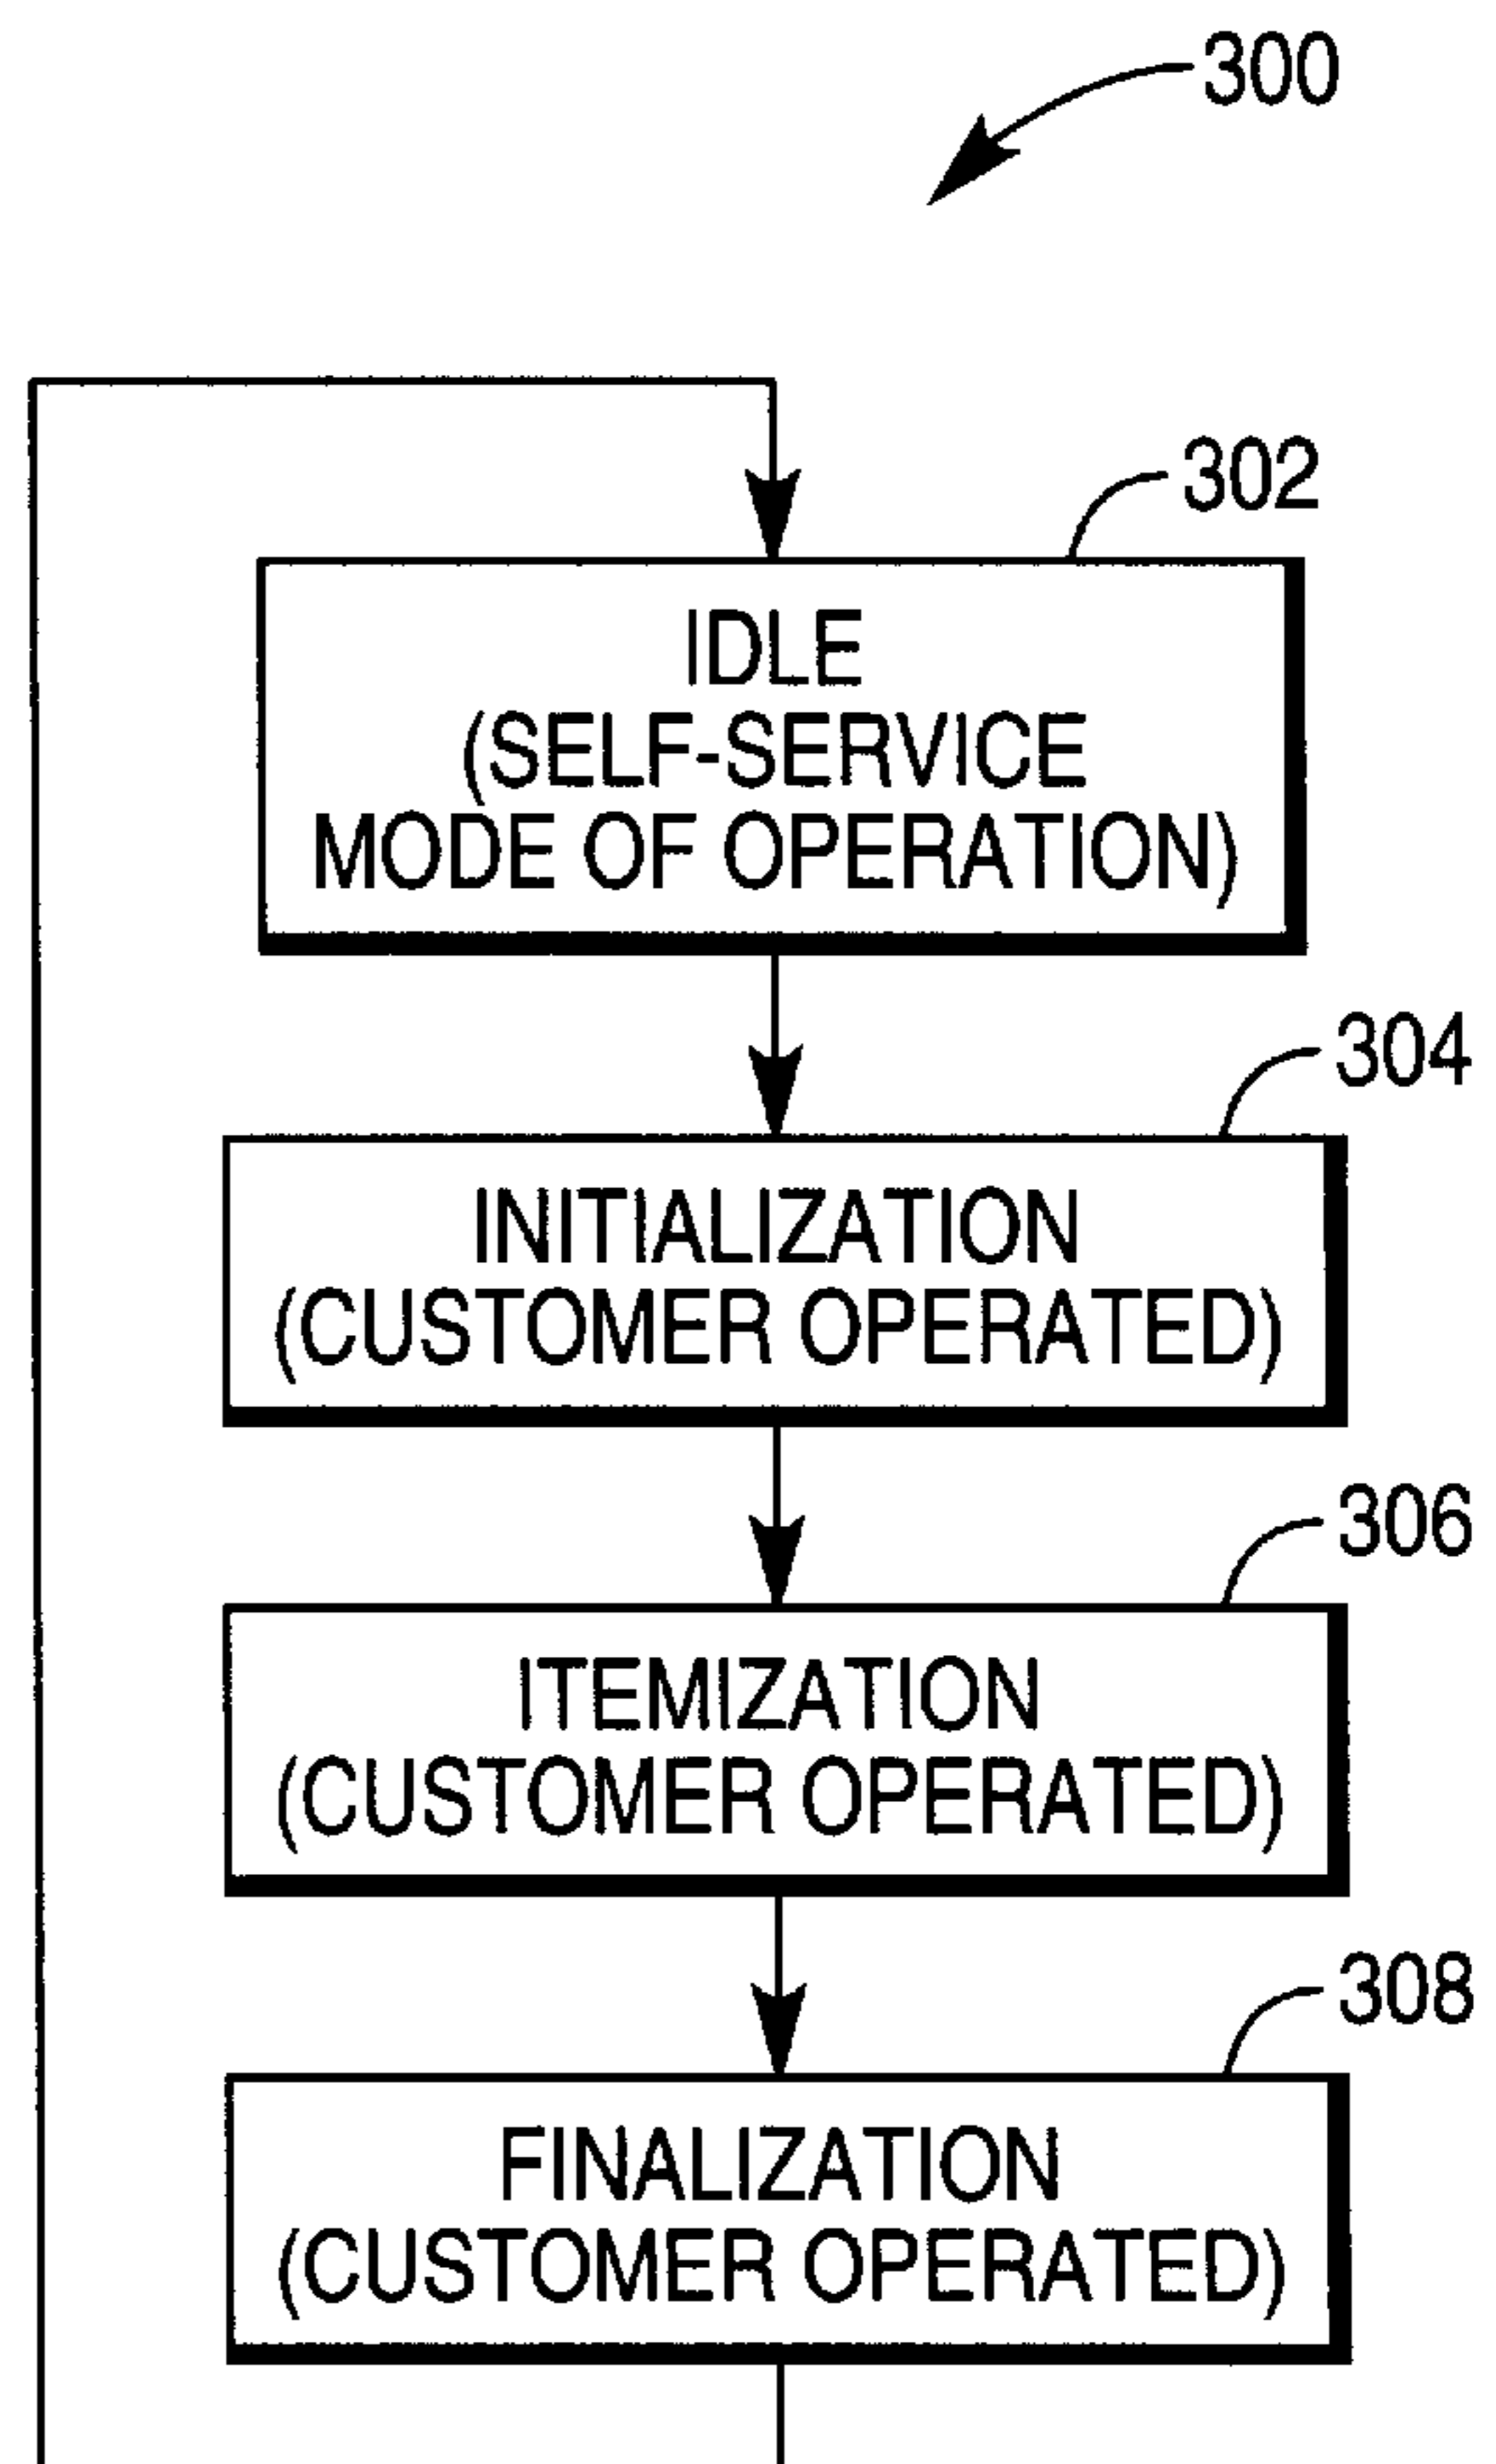 300
302
IDLE
(SELF-SERVICE
MODE OF OPERATION)
304
INITIALIZATION
(CUSTOMER OPERATED)
306
ITEMIZATION
(CUSTOMER OPERATED)
308
FINALIZATION
(CUSTOMER OPERATED)